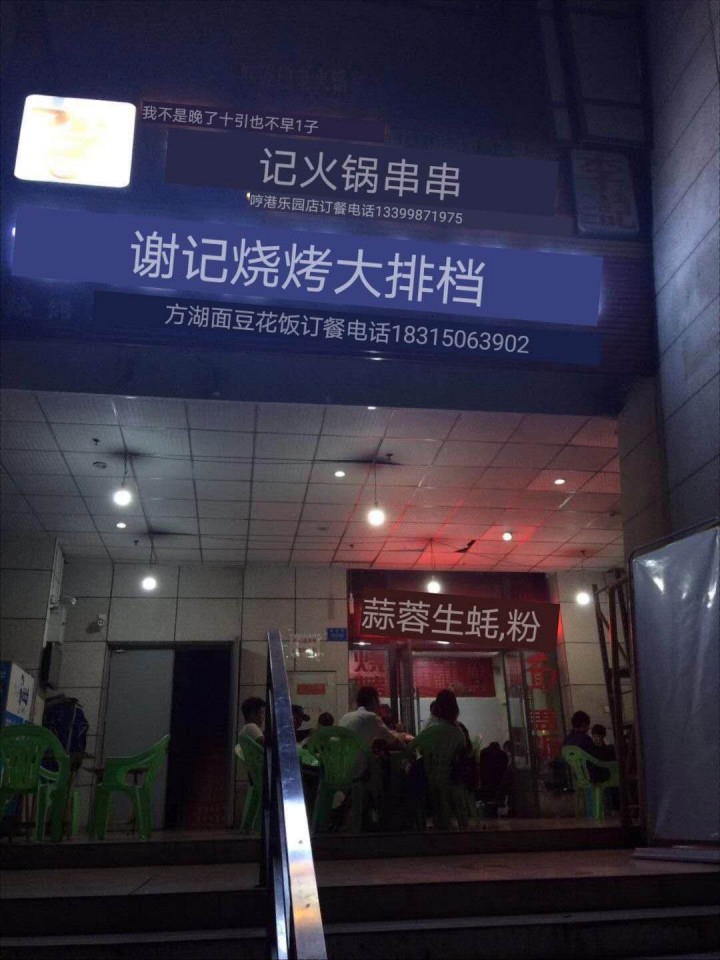 我不是晚了十引也不早1子
记火锅串串
哼港乐园店订餐电话13399871975
谢记烧烤大排档
方湖面豆花饭订餐电话18315063902
蒜蓉生蚝,粉